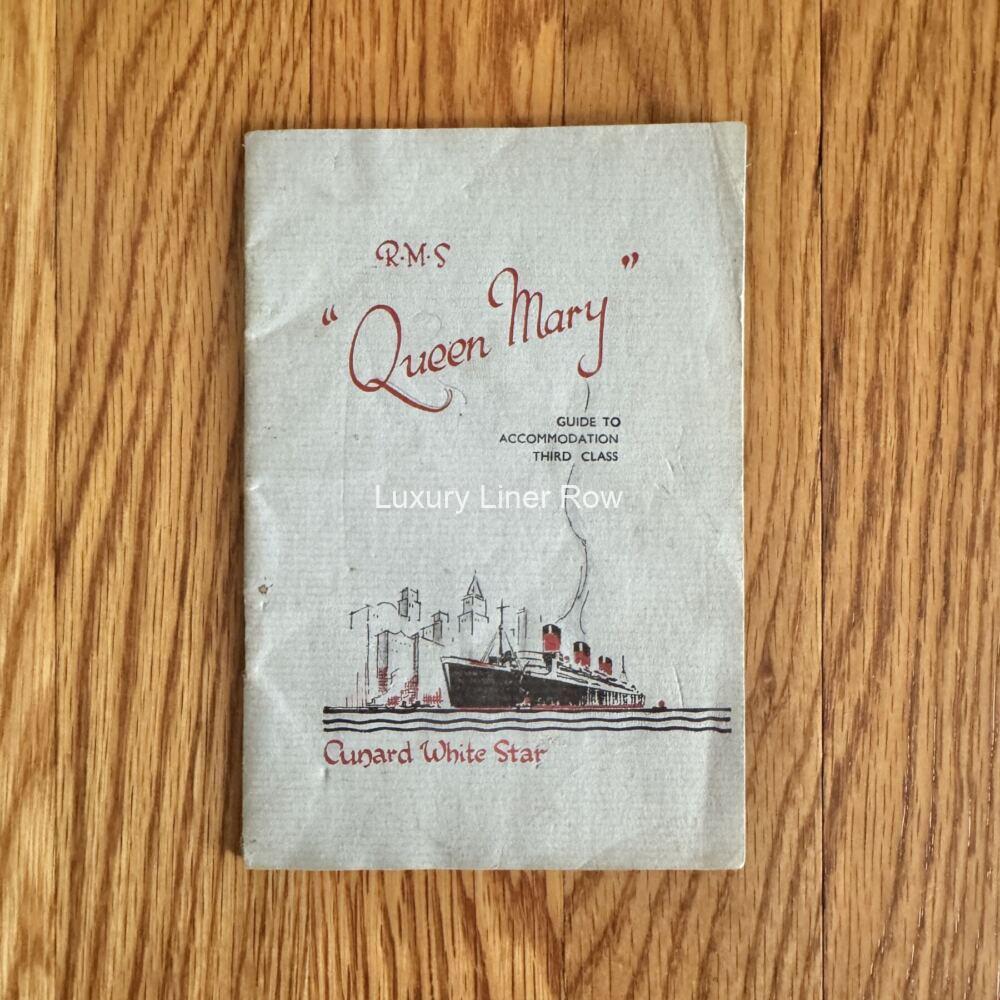 R·M·S
"Queen Mary"
GUIDE TO
ACCOMMODATION
THIRD CLASS
Luxury Liner Row
Cunard White Star